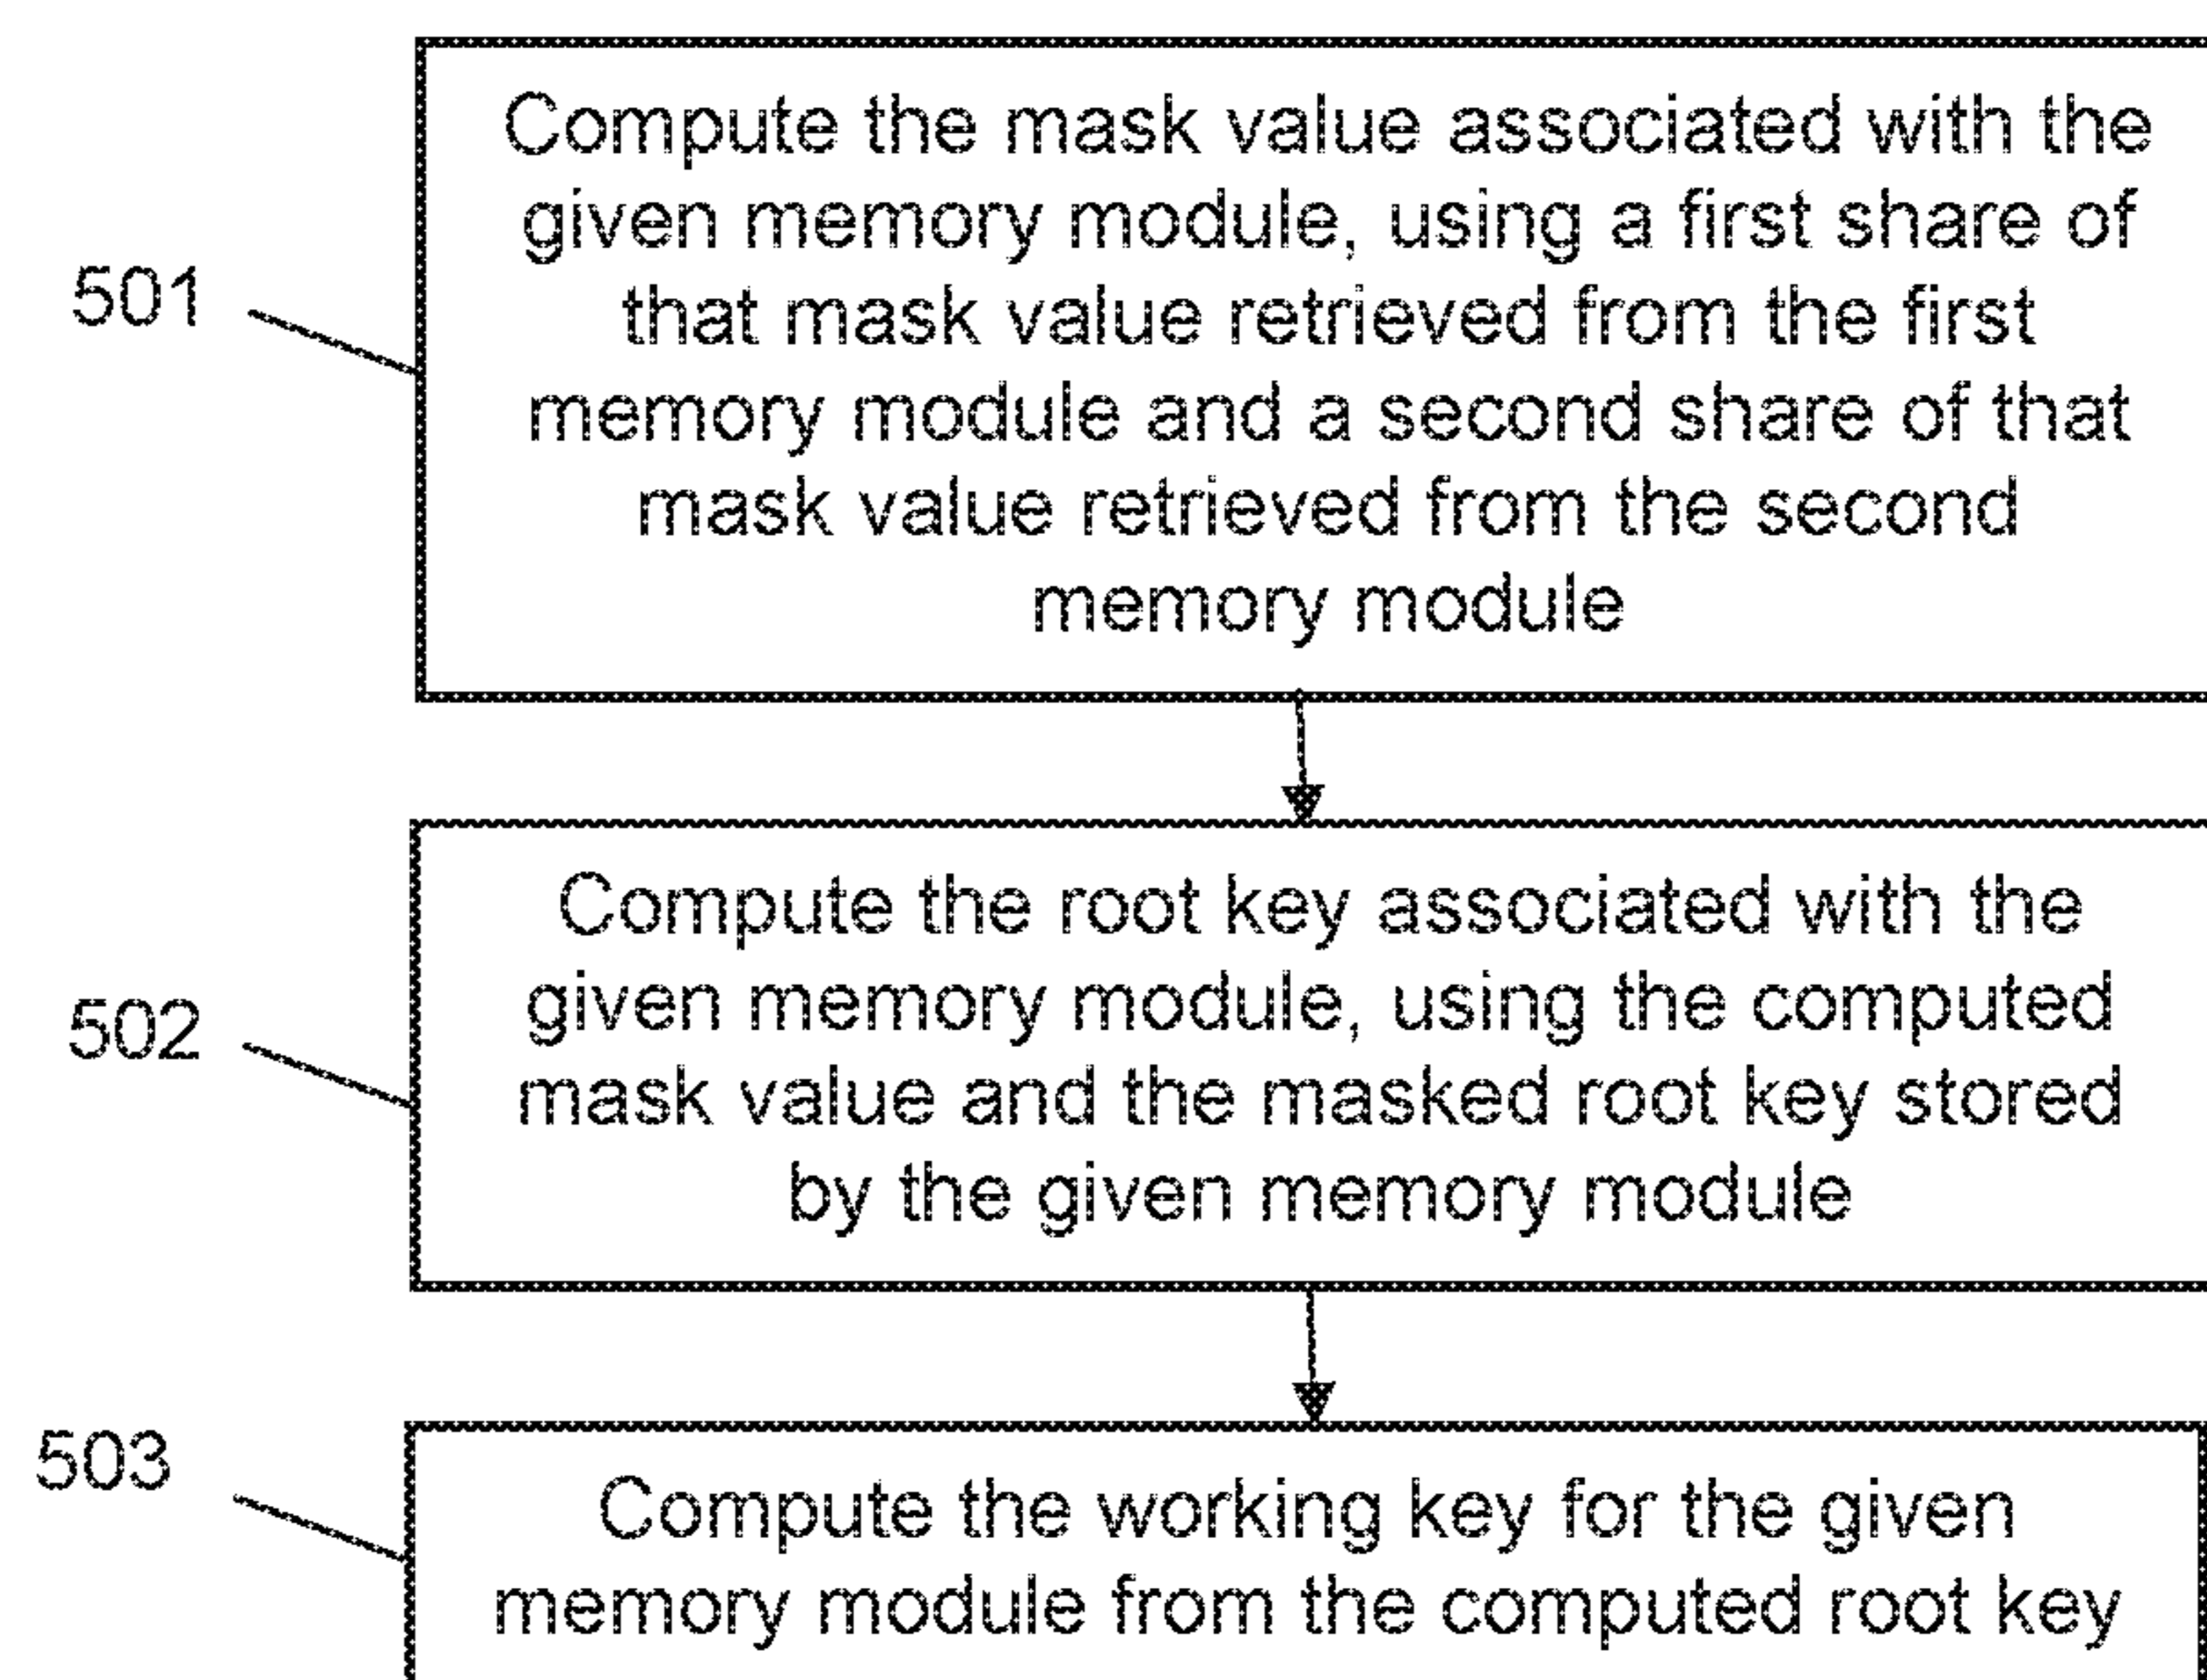 Compute the mask value associated with the
given memory module, using a first share of
501
that mask value retrieved from the first
memory module and a second share of that
mask value retrieved from the second
memory module
Compute the root key associated with the
given memory module, using the computed
502
mask value and the masked root key stored
by the given memory module
503
Compute the working key for the given
memory module from the computed root key